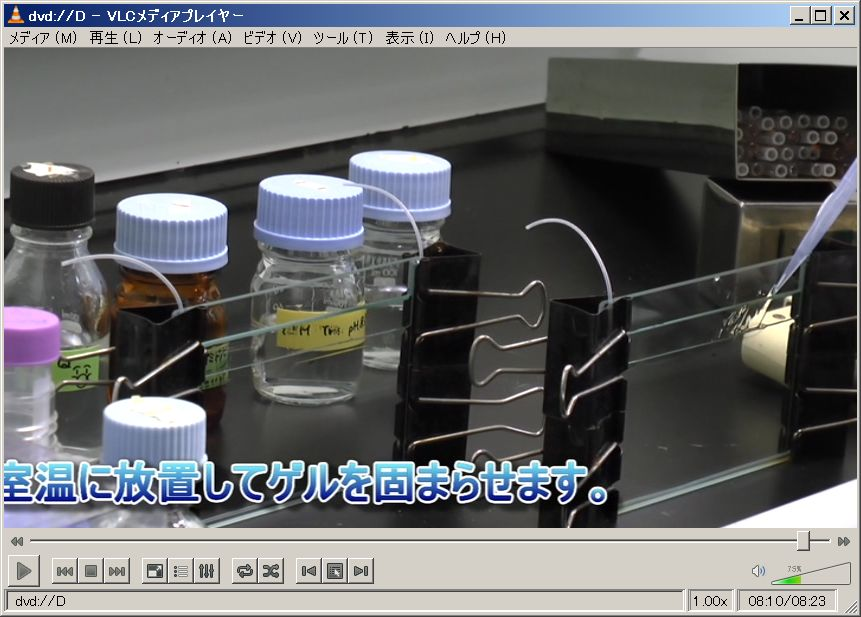 dvd://D - VLCメディアプレイヤー
メディア(M) 再生(L) オーディオ(A) ビデオ(V) ツール(T) 表示(I) ヘルプ(H)
室温に放置してゲルを固まらせます。
75%
dvd://D
1.00x
08:10/08:23